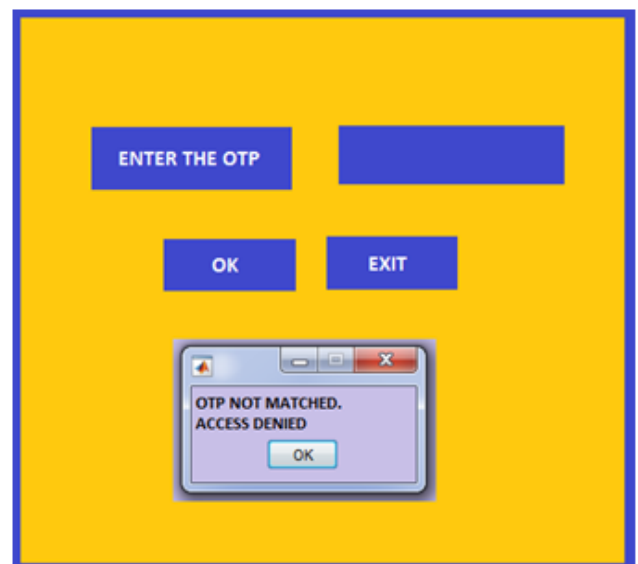 ENTER THE OTP
OK
EXIT
OTP NOT MATCHED.
ACCESS DENIED
OK